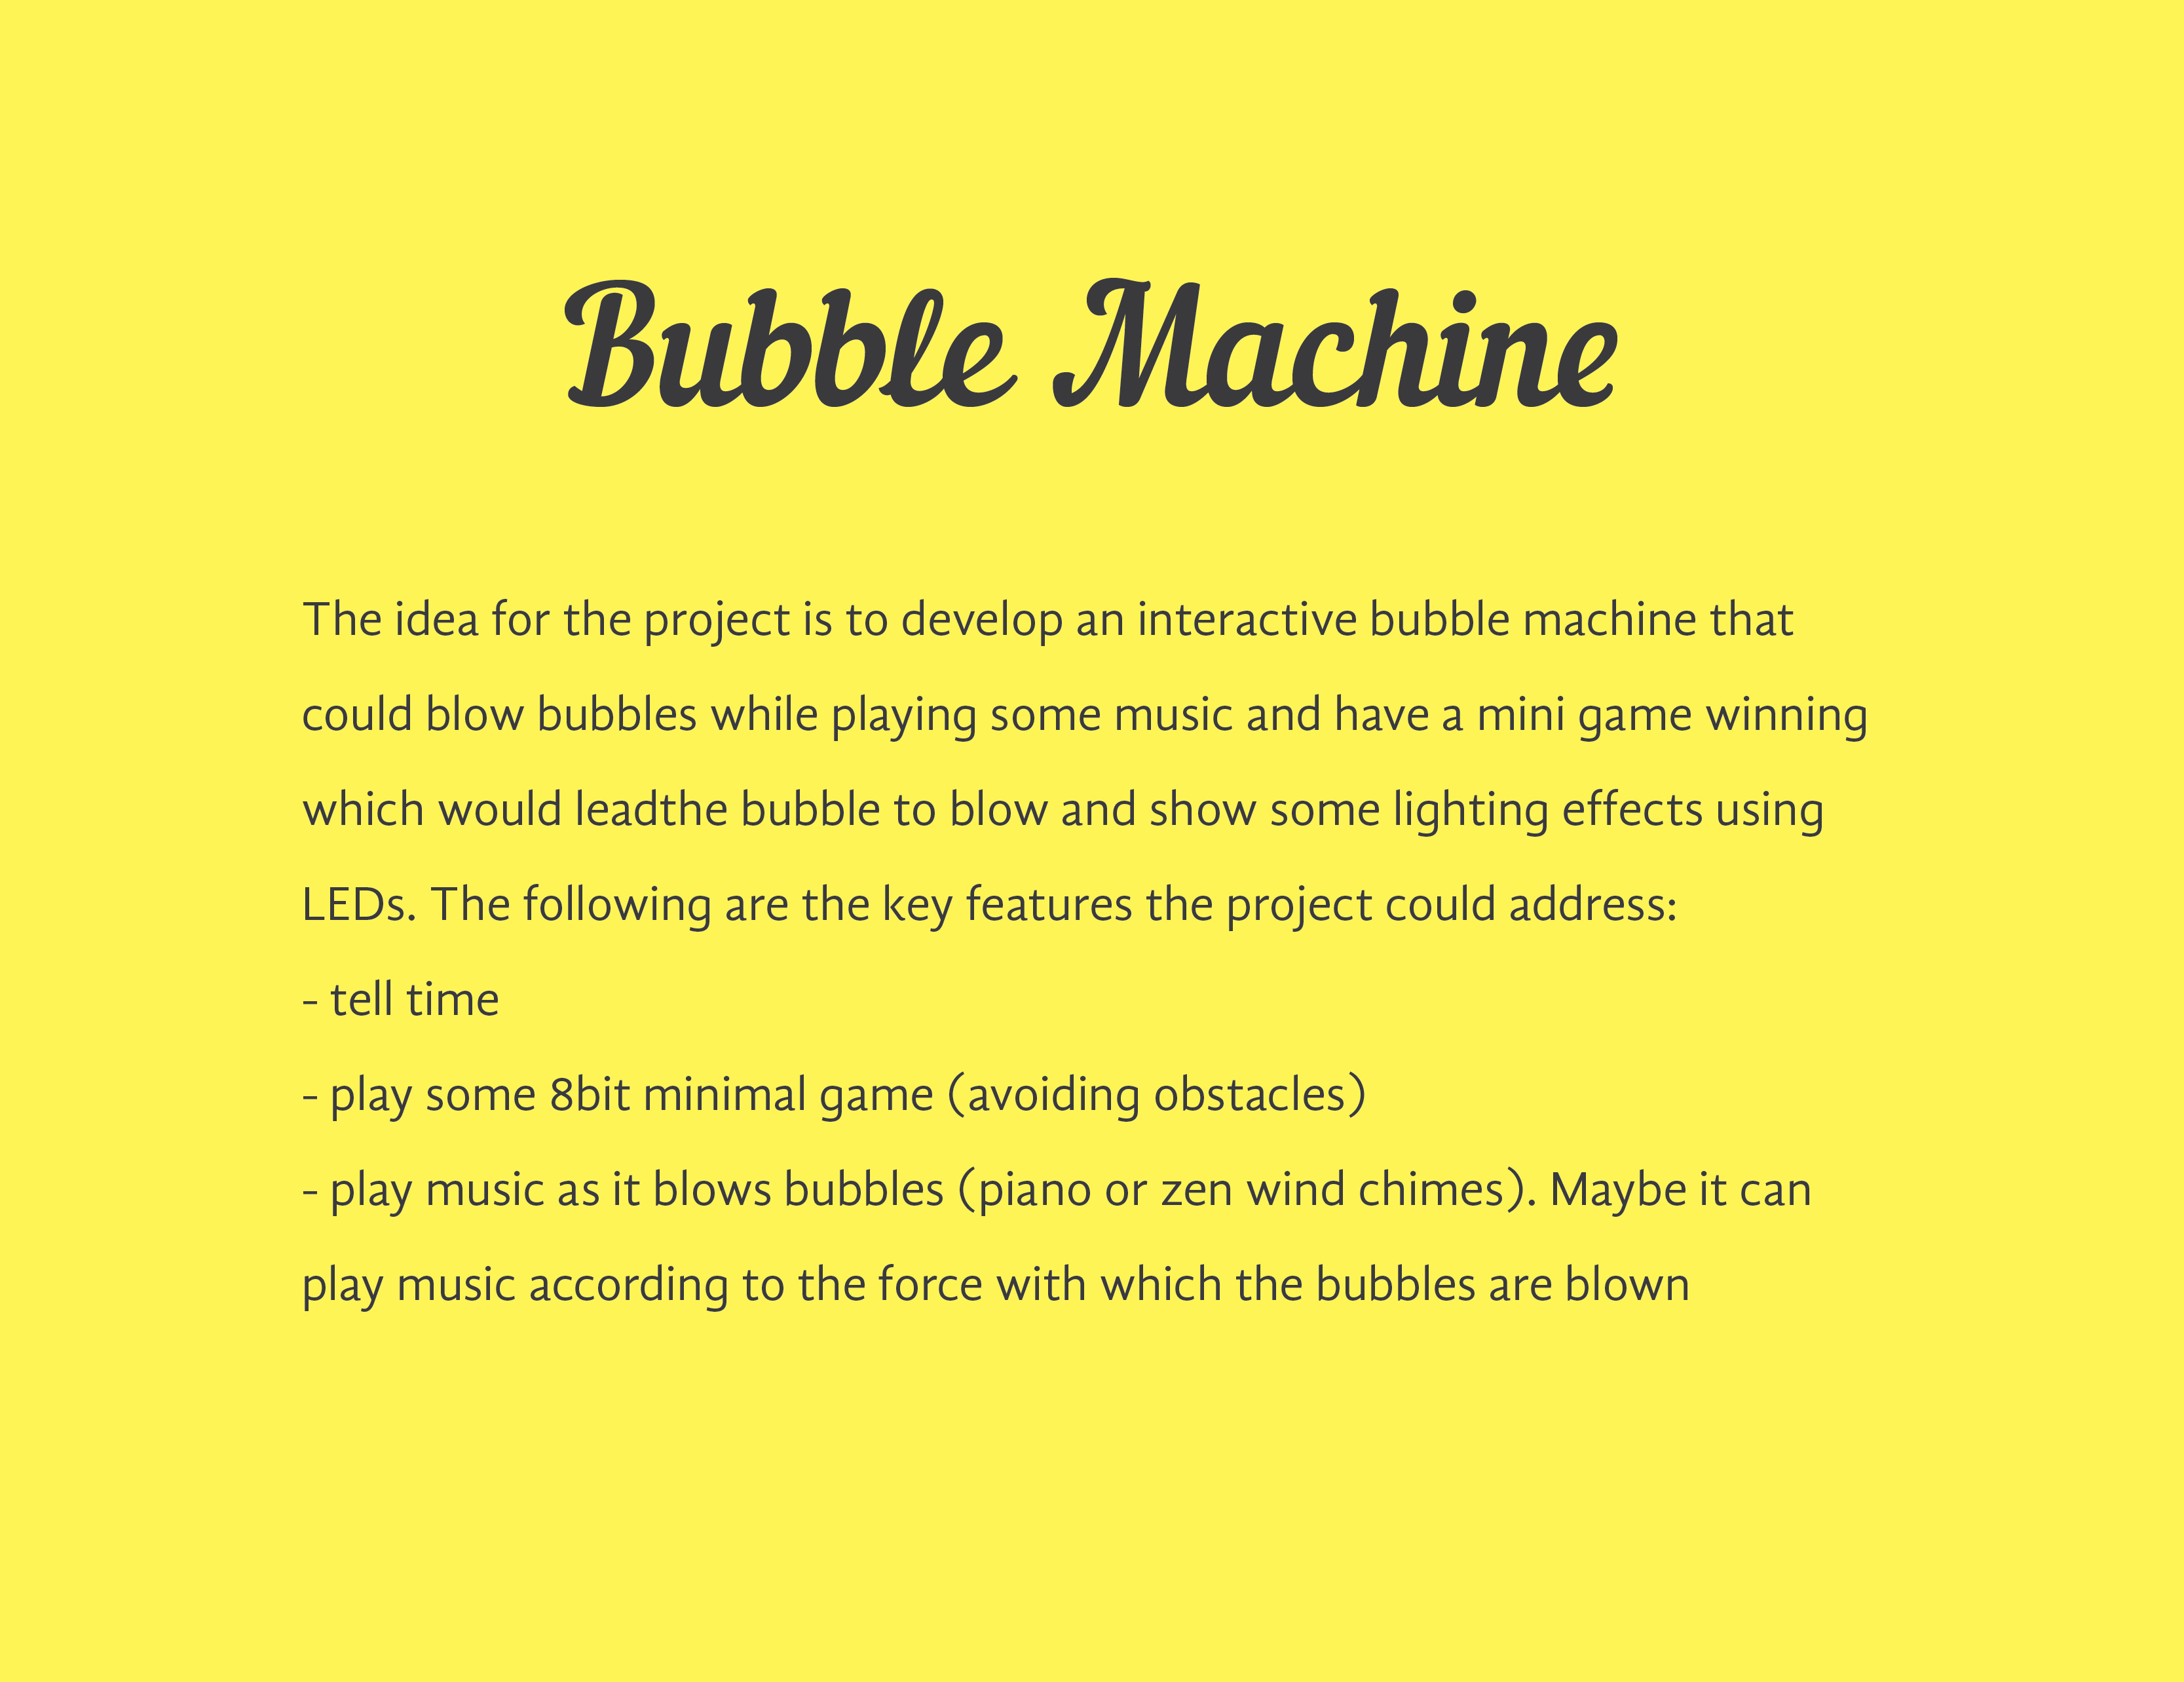 Bubble Machine
The idea for the project is to develop an interactive bubble machine that
could blow bubbles while playing some music and have a mini game winning
which would leadthe bubble to blow and show some lighting effects using
LEDs. The following are the key features the project could address:
- tell time
- play some 8bit minimal game (avoiding obstacles)
- play music as it blows bubbles (piano or zen wind chimes). Maybe it can
play music according to the force with which the bubbles are blown